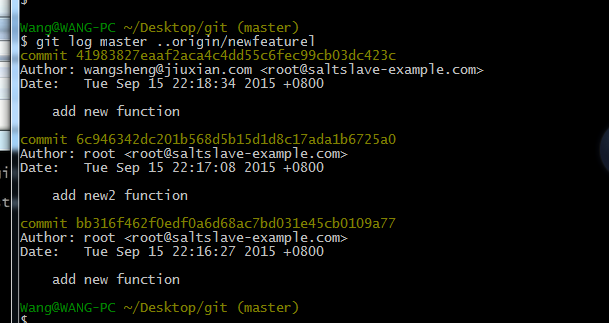 $
Wang@WANG-PC ~/Desktop/git (master)
$ git log master ..origin/newfeaturel
commit 41983827eaaf2aca4c4dd55c6fec99cb03dc423c
Author: wangsheng@jiuxian.com <root@saltslave-example.com>
Date:   Tue Sep 15 22:18:34 2015 +0800
    add new function
commit 6c946342dc201b568d5b15d1d8c17ada1b6725a0
Author: root <root@saltslave-example.com>
Date:   Tue Sep 15 22:17:08 2015 +0800
    add new2 function
commit bb316f462f0edf0a6d68ac7bd031e45cb0109a77
Author: root <root@saltslave-example.com>
Date:   Tue Sep 15 22:16:27 2015 +0800
    add new function
Wang@WANG-PC ~/Desktop/git (master)
$